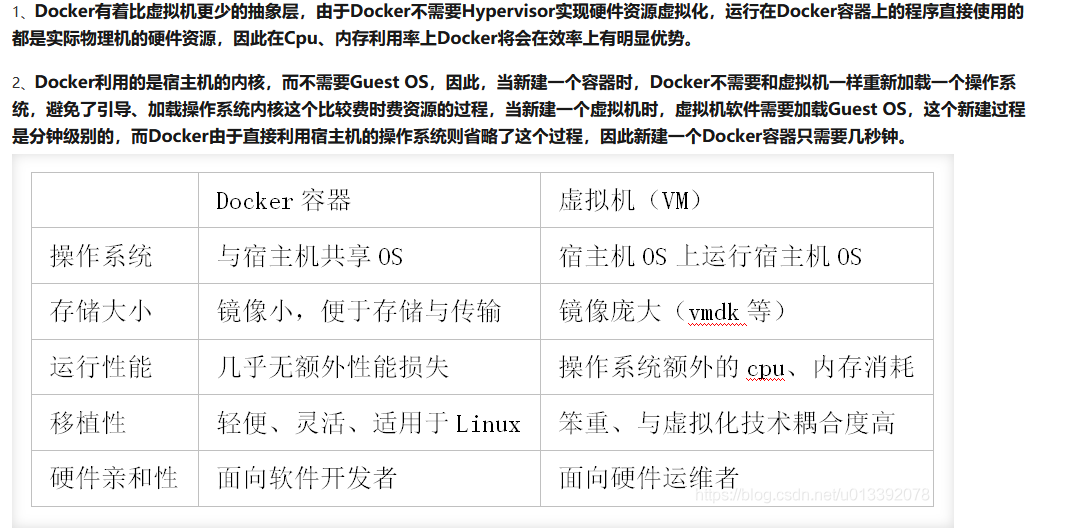 1、Docker有着比虚拟机更少的抽象层，由于Docker不需要Hypervisor实现硬件资源虚拟化，运行在Docker容器上的程序直接使用的
都是实际物理机的硬件资源，因此在Cpu、内存利用率上Docker将会在效率上有明显优势。
2、Docker利用的是宿主机的内核，而不需要Guest OS，因此，当新建一个容器时，Docker不需要和虚拟机一样重新加载一个操作系
统，避免了引导、加载操作系统内核这个比较费时费资源的过程，当新建一个虚拟机时，虚拟机软件需要加载Guest OS，这个新建过程
是分钟级别的，而Docker由于直接利用宿主机的操作系统则省略了这个过程，因此新建一个Docker容器只需要几秒钟。
Docker 容器 虚拟机（VM）
操作系统 与宿主机共享 OS 宿主机 OS 上运行宿主机 OS
存储大小 镜像小，便于存储与传输 镜像庞大（vmdk 等）
运行性能 几乎无额外性能损失 操作系统额外的 cpu、内存消耗
移植性 轻便、灵活、适用于 Linux 笨重、与虚拟化技术耦合度高
硬件亲和性 面向软件开发者 面向硬件运维者
https://blog.csdn.net/u013392078